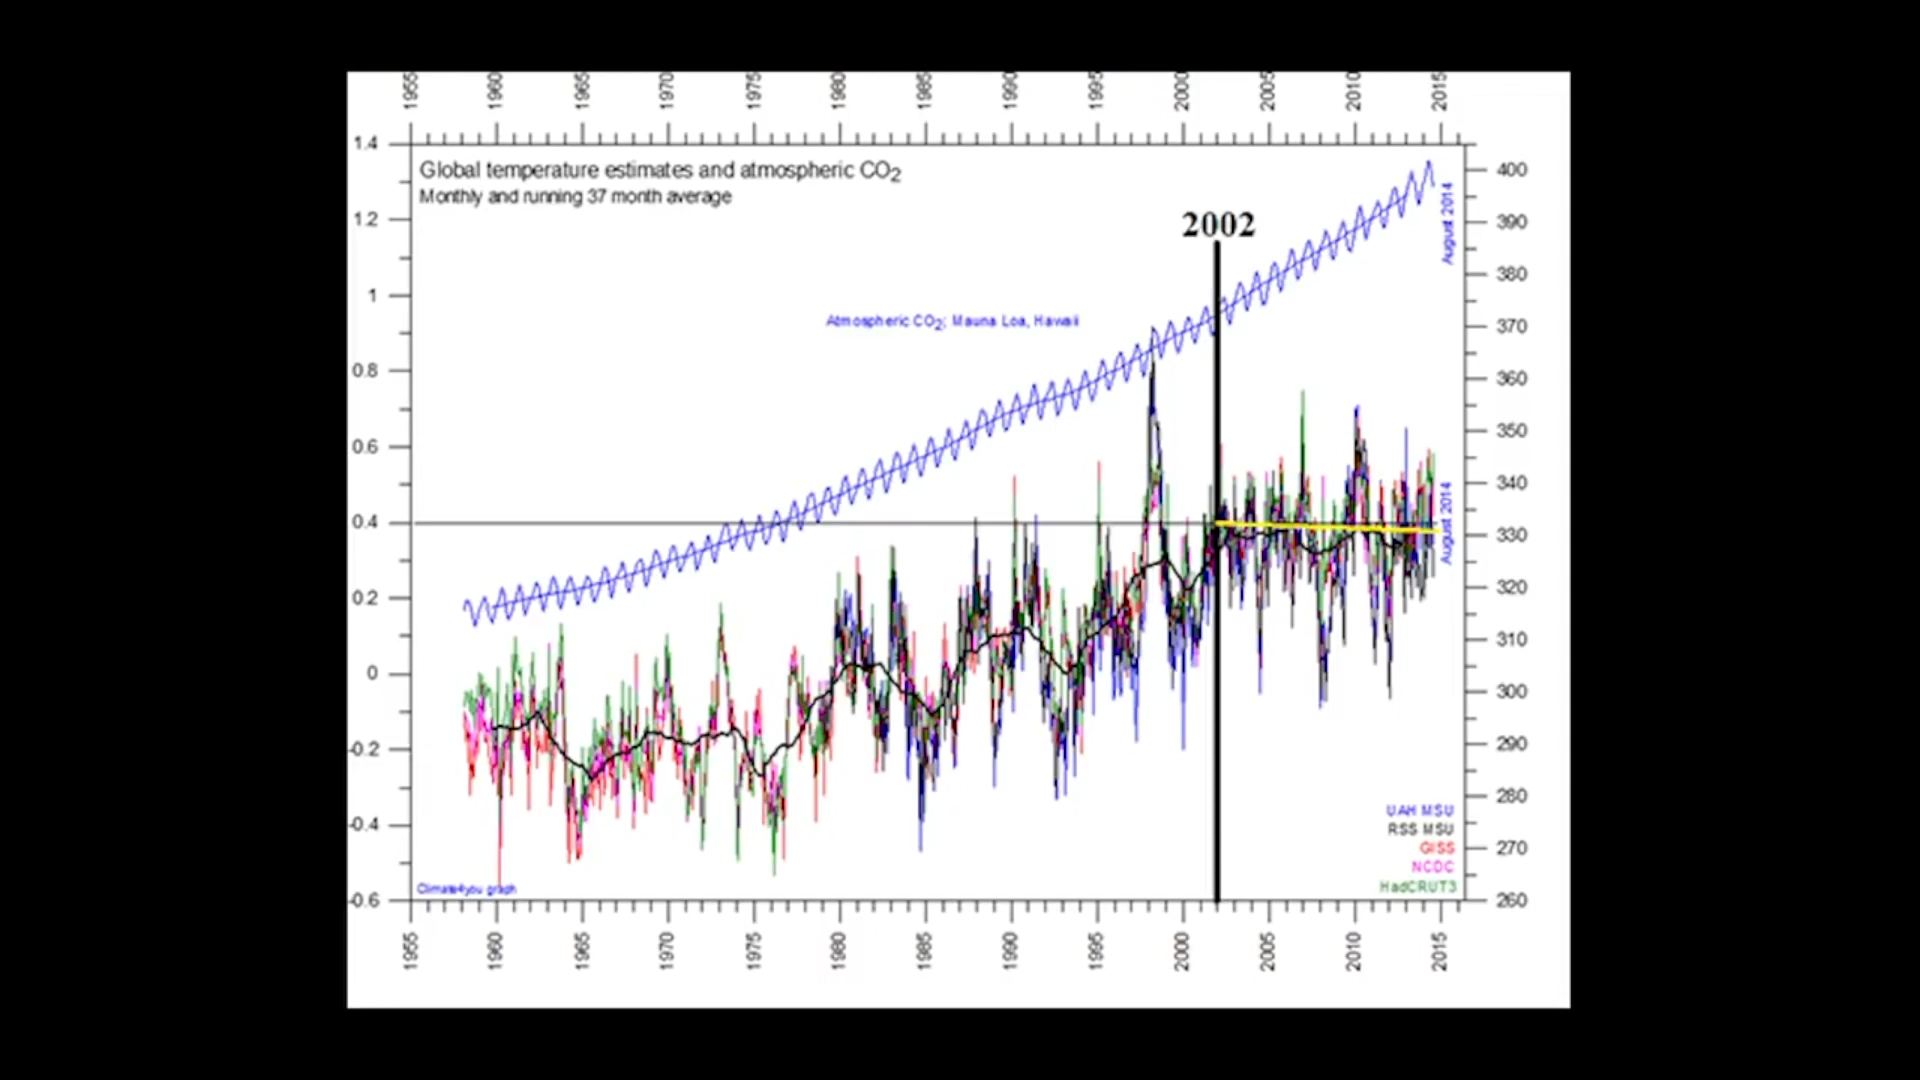 1955 1960 1965 1970 1975 1980 1985 1990 1995 2000 2005 2010 2015
1.4
Global temperature estimates and atmospheric CO2
Monthly and running 37 month average
400
1.2
2002
390
August 2014
380
1
Atmospheric CO2; Mauna Loa, Hawaii
370
0.8
360
0.6
350
340
0.4
330
August 2014
0.2
320
310
0
300
-0.2
290
280
-0.4
UAH MSU
RSS MSU
GISS
270
NCDC
Climate4you graph
HadCRUT3
-0.6
260
1955 1960 1965 1970 1975 1980 1985 1990 1995 2000 2005 2010 2015